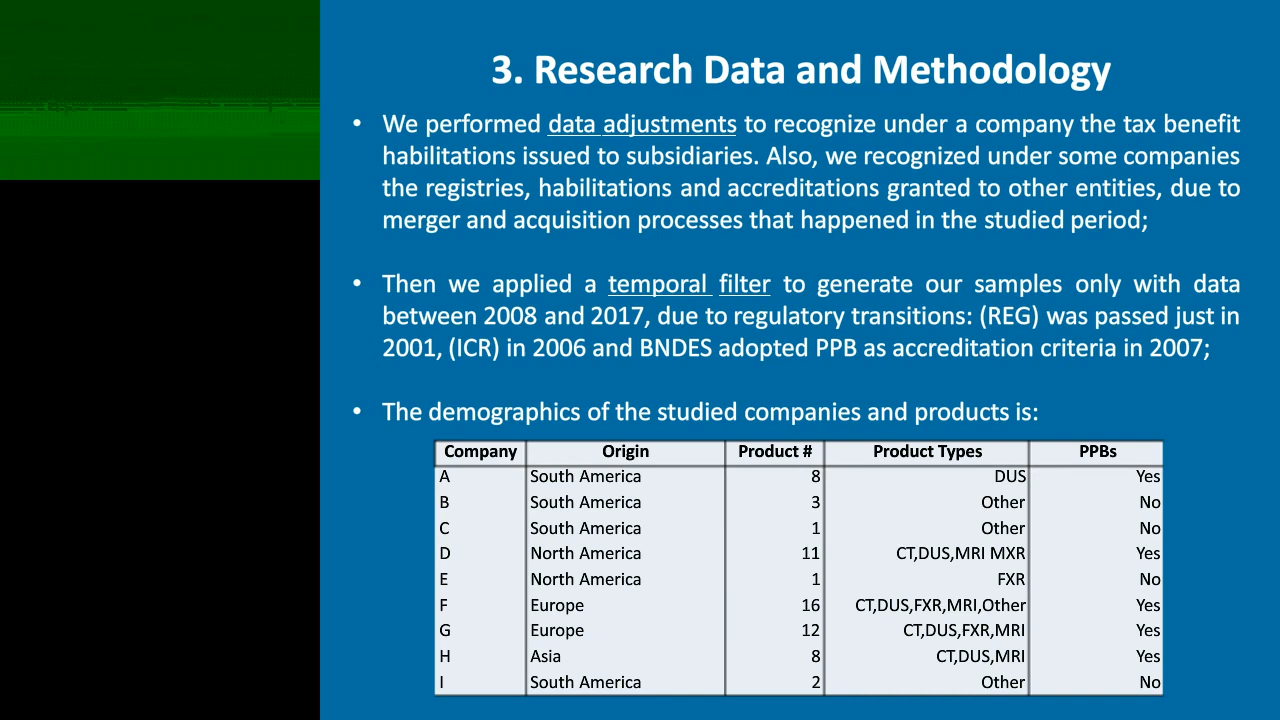 3. Research Data and Methodology
• We performed data adjustments to recognize under a company the tax benefit
habilitations issued to subsidiaries. Also, we recognized under some companies
the registries, habilitations and accreditations granted to other entities, due to
merger and acquisition processes that happened in the studied period;
• Then we applied a temporal filter to generate our samples only with data
between 2008 and 2017, due to regulatory transitions: (REG) was passed just in
2001, (ICR) in 2006 and BNDES adopted PPB as accreditation criteria in 2007;
• The demographics of the studied companies and products is:
Company Origin Product # Product Types PPBs
A South America 8 DUS Yes
B South America 3 Other No
C South America 1 Other No
D North America 11 CT,DUS,MRI MXR Yes
E North America 1 FXR No
F Europe 16 CT,DUS,FXR,MRI,Other Yes
G Europe 12 CT,DUS,FXR,MRI Yes
H Asia 8 CT,DUS,MRI Yes
I South America 2 Other No